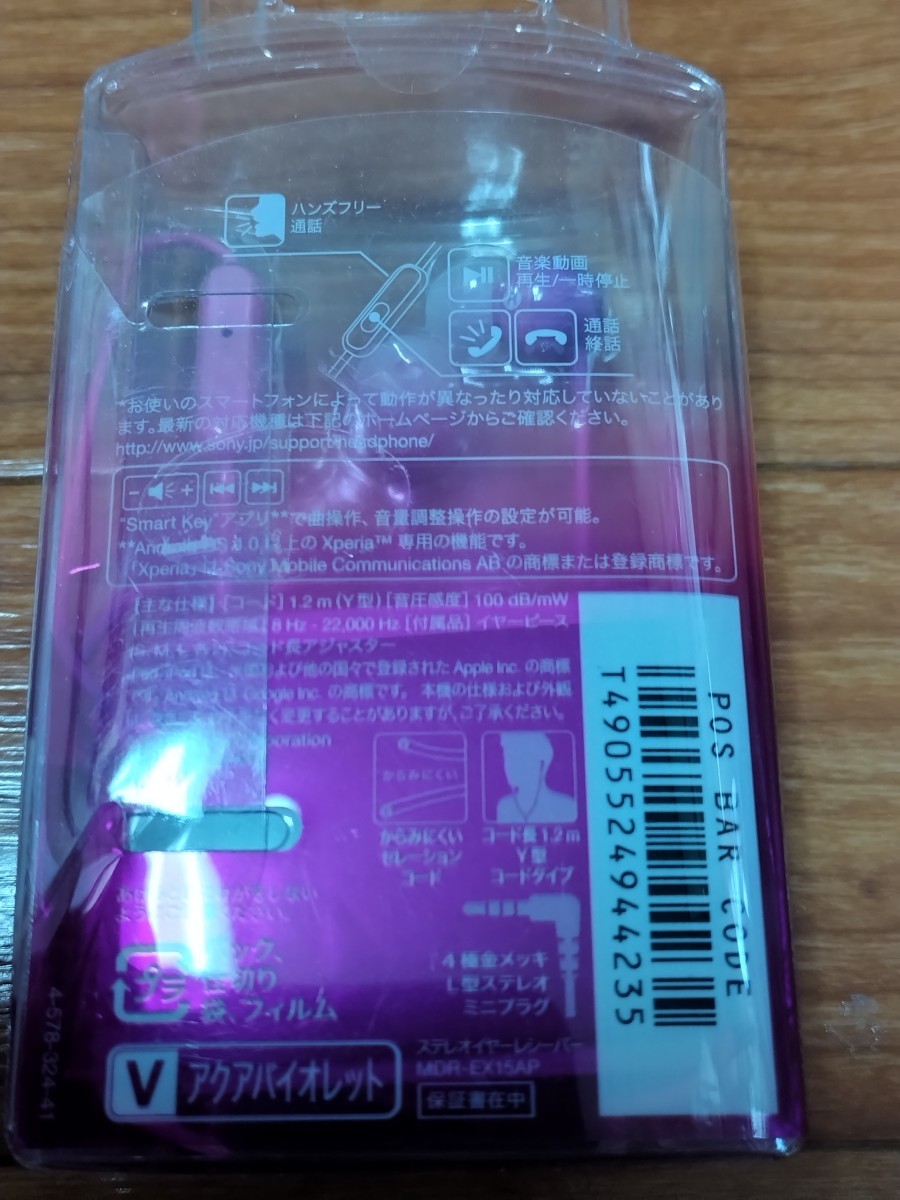 ハンズフリー
通話
音楽動画
再生/一時停止
通話
終話
*お使いのスマートフォンによって動作が異なったり対応していないことがあり
ます。最新の対応機種は下記のホームページからご確認ください。
http://www.sony.jp/support/headphone/
- +
"Smart Key"アプリ**で曲操作、音量調整操作の設定が可能。
**Android OS 以上の Xperia™ 専用の機能です。
「Xperia」は Sony Mobile Communications AB の商標または登録商標です。
【主な仕様】［コード］1.2 m（Y 型）［音圧感度］100 dB/mW
［再生周波数帯域］8 Hz - 22,000 Hz［付属品］イヤーピース
コード長アジャスター
および他の国々で登録された Apple Inc. の商標
です。Android は Google Inc. の商標です。 本機の仕様および外観
変更することがありますが、ご了承ください。
からみにくい
からみにくい
セレーション
コード
コード長 1.2 m
Y 型
コードタイプ
プラ
袋、フィルム
4 極金メッキ
L 型ステレオ
ミニプラグ
V アクアバイオレット
ステレオイヤーレシーバー
MDR-EX15AP
保証書在中
4-578-324-41
POS BAR CODE
T4905524944235